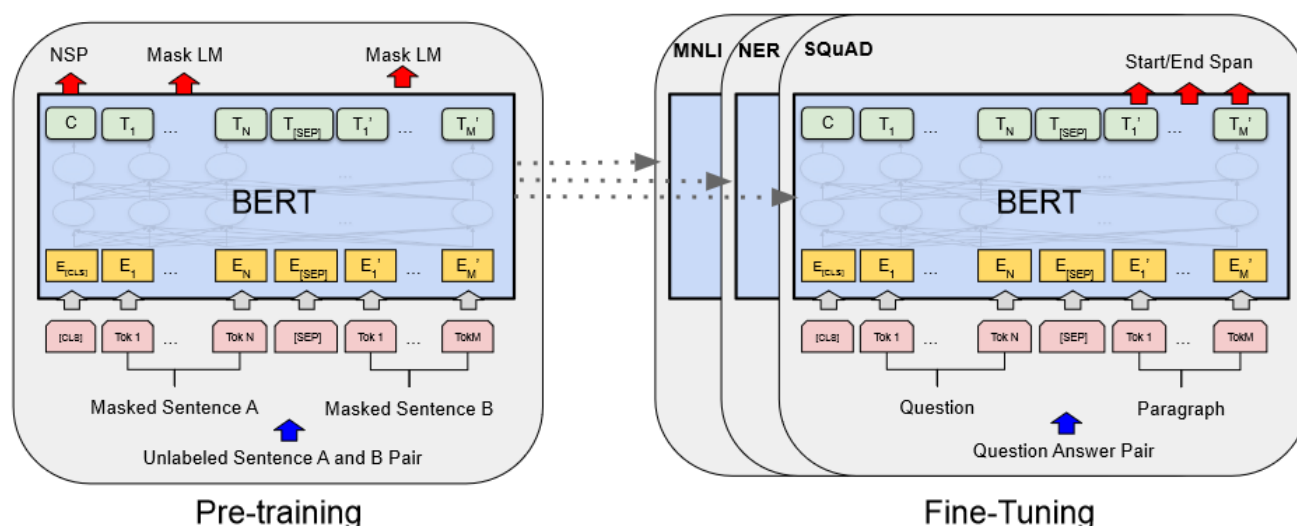 NSP Mask LM Mask LM
C T1 ... TN T[SEP] T1' ... TM'
...
BERT
...
E[CLS] E1 ... EN E[SEP] E1' ... EM'
[CLS] Tok 1 ... Tok N [SEP] Tok 1 ... TokM
Masked Sentence A Masked Sentence B
Unlabeled Sentence A and B Pair
Pre-training
MNLI NER SQuAD
Start/End Span
C T1 ... TN T[SEP] T1' ... TM'
...
BERT
...
E[CLS] E1 ... EN E[SEP] E1' ... EM'
[CLS] Tok 1 ... Tok N [SEP] Tok 1 ... TokM
Question Paragraph
Question Answer Pair
Fine-Tuning